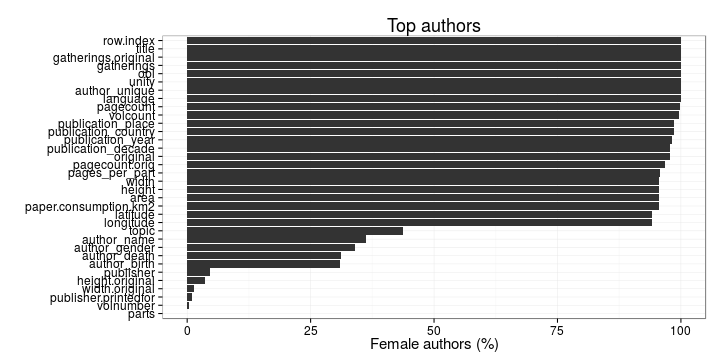 Top authors
row.index
title
gatherings.original
gatherings
obl
unity
author_unique
language
pagecount
volcount
publication_place
publication_country
publication_year
publication_decade
original
pagecount.orig
pages_per_part
width
height
area
paper.consumption.km2
latitude
longitude
topic
author_name
author_gender
author_death
author_birth
publisher
height.original
width.original
publisher.printedfor
volnumber
parts
0 25 50 75 100
Female authors (%)